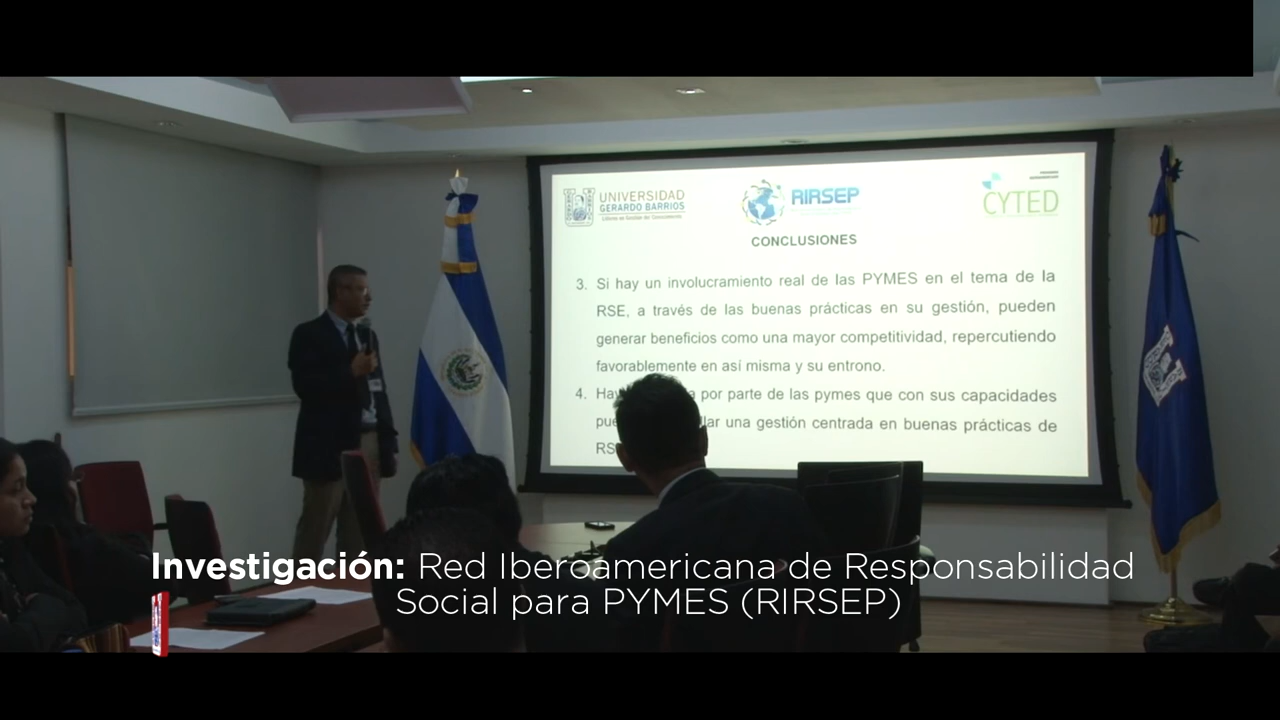 UNIVERSIDAD
GERARDO BARRIOS
RIRSEP
CYTED
CONCLUSIONES
3. Si hay un involucramiento real de las PYMES en el tema de la
RSE, a través de las buenas prácticas en su gestión, pueden
generar beneficios como una mayor competitividad, repercutiendo
favorablemente en así misma y su entrono.
4. por parte de las pymes que con sus capacidades
una gestión centrada en buenas prácticas de
Investigación: Red Iberoamericana de Responsabilidad
Social para PYMES (RIRSEP)